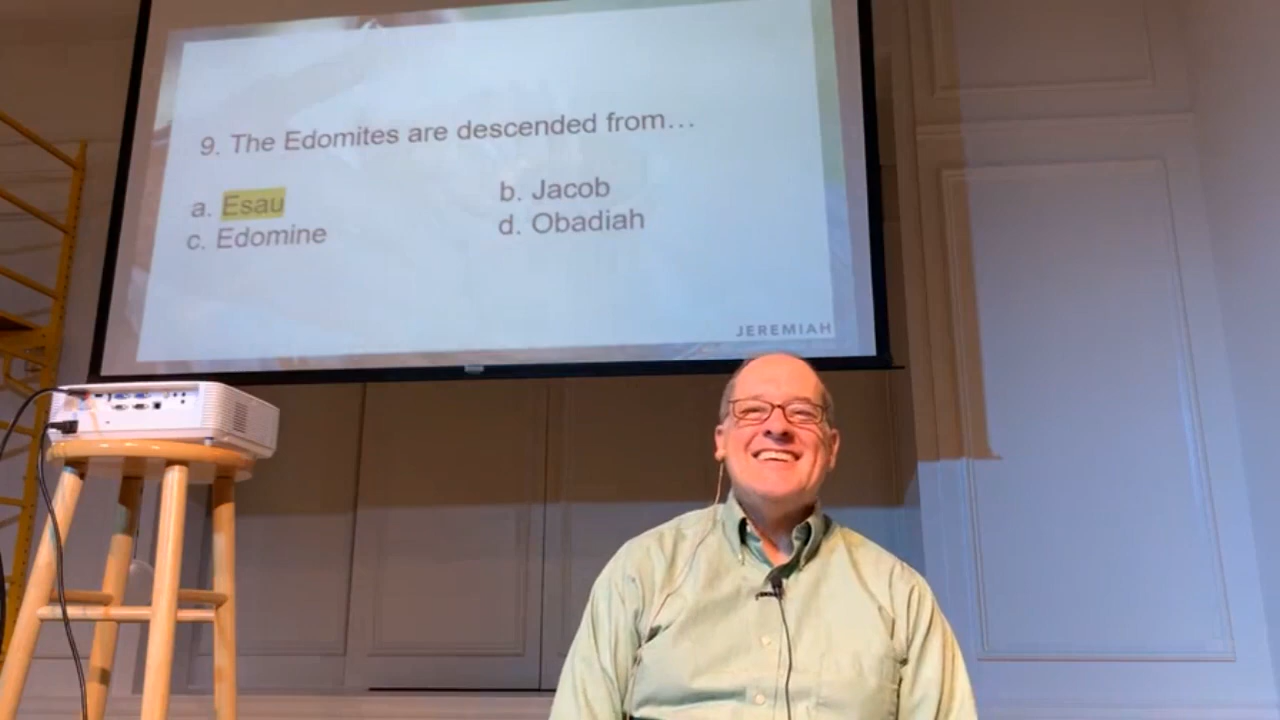 9. The Edomites are descended from…
a. Esau
b. Jacob
c. Edomine
d. Obadiah
JEREMIAH